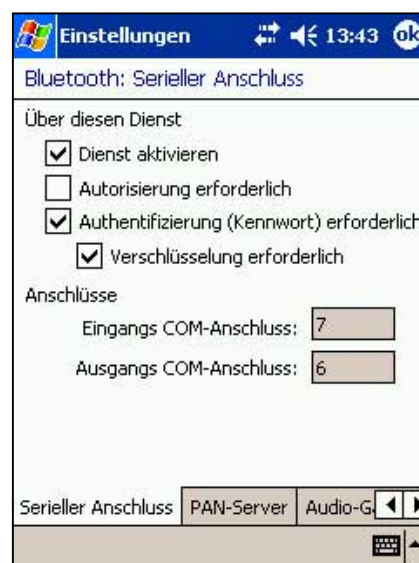 Einstellungen 13:43 ok
Bluetooth: Serieller Anschluss
Über diesen Dienst
Dienst aktivieren
Autorisierung erforderlich
Authentifizierung (Kennwort) erforderlich
Verschlüsselung erforderlich
Anschlüsse
Eingangs COM-Anschluss: 7
Ausgangs COM-Anschluss: 6
Serieller Anschluss PAN-Server Audio-G